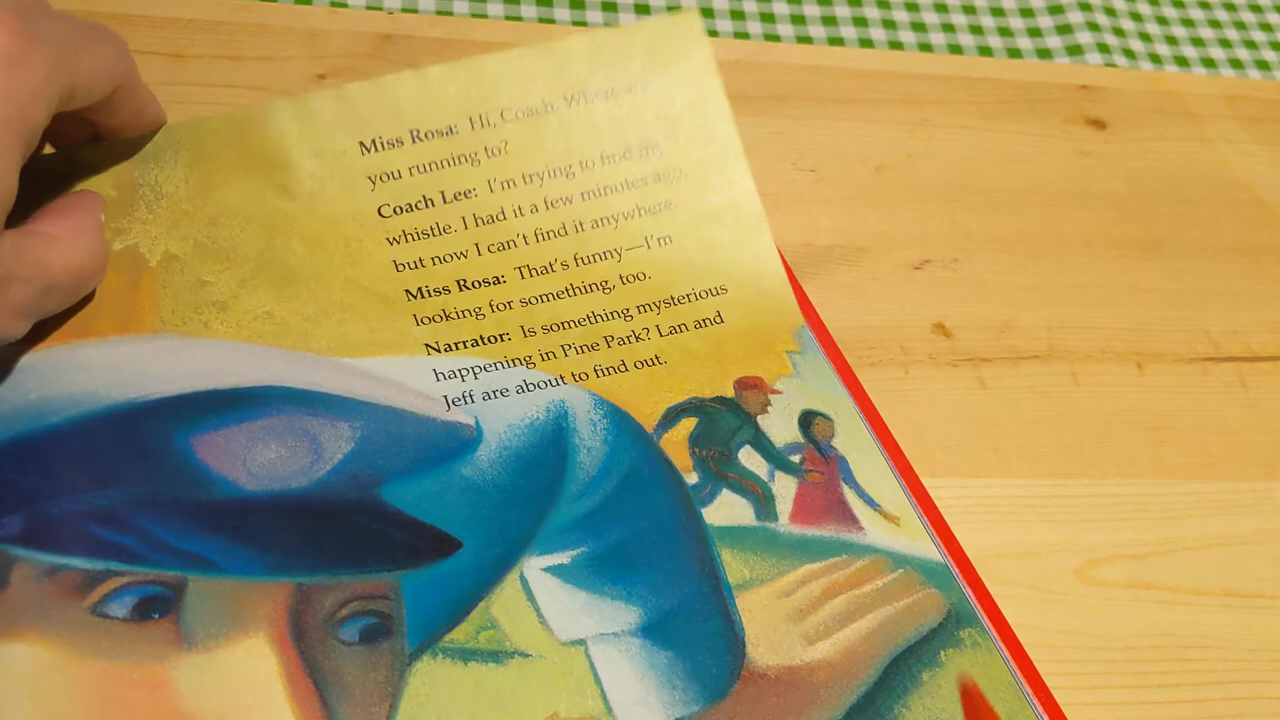 Miss Rosa: Hi, Coach. Where are
you running to?
Coach Lee: I'm trying to find my
whistle. I had it a few minutes ago,
but now I can't find it anywhere.
Miss Rosa: That's funny—I'm
looking for something, too.
Narrator: Is something mysterious
happening in Pine Park? Lan and
Jeff are about to find out.